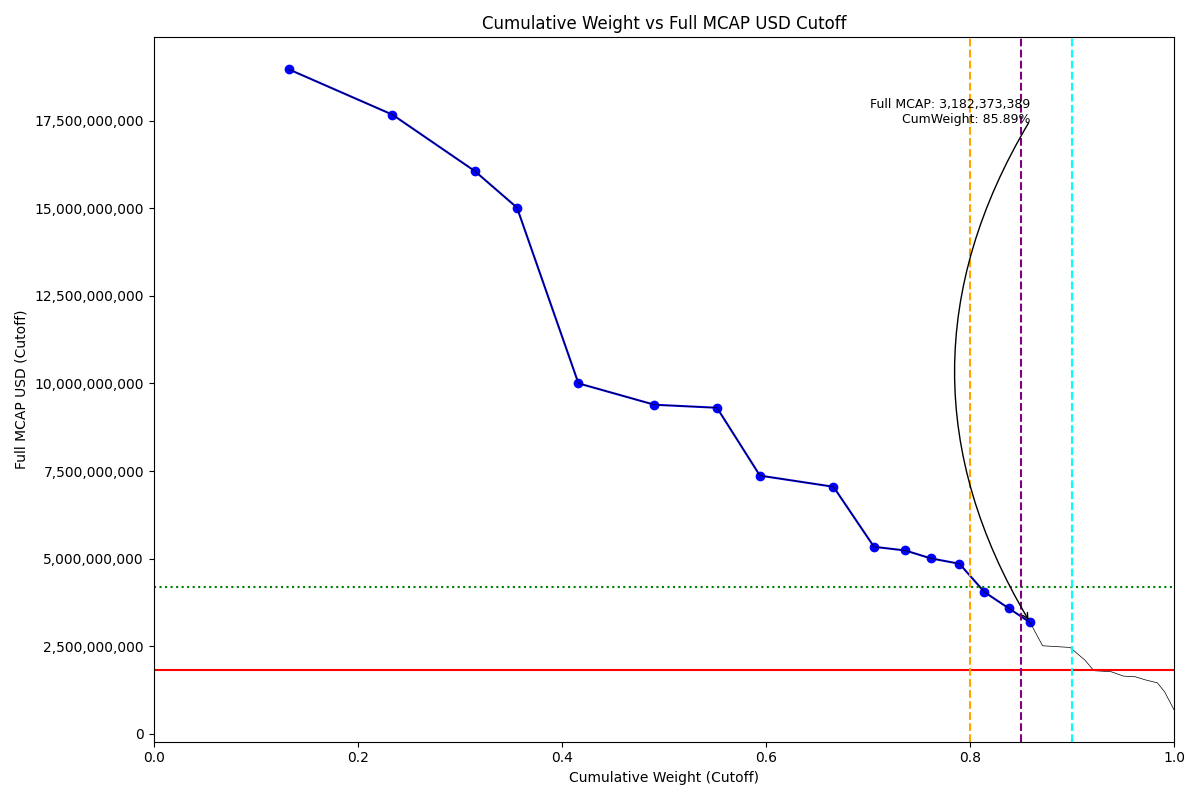 Cumulative Weight vs Full MCAP USD Cutoff
Full MCAP: 3,182,373,389
CumWeight: 85.89%
Full MCAP USD (Cutoff)
17,500,000,000
15,000,000,000
12,500,000,000
10,000,000,000
7,500,000,000
5,000,000,000
2,500,000,000
0
0.0
0.2
0.4
0.6
0.8
1.0
Cumulative Weight (Cutoff)